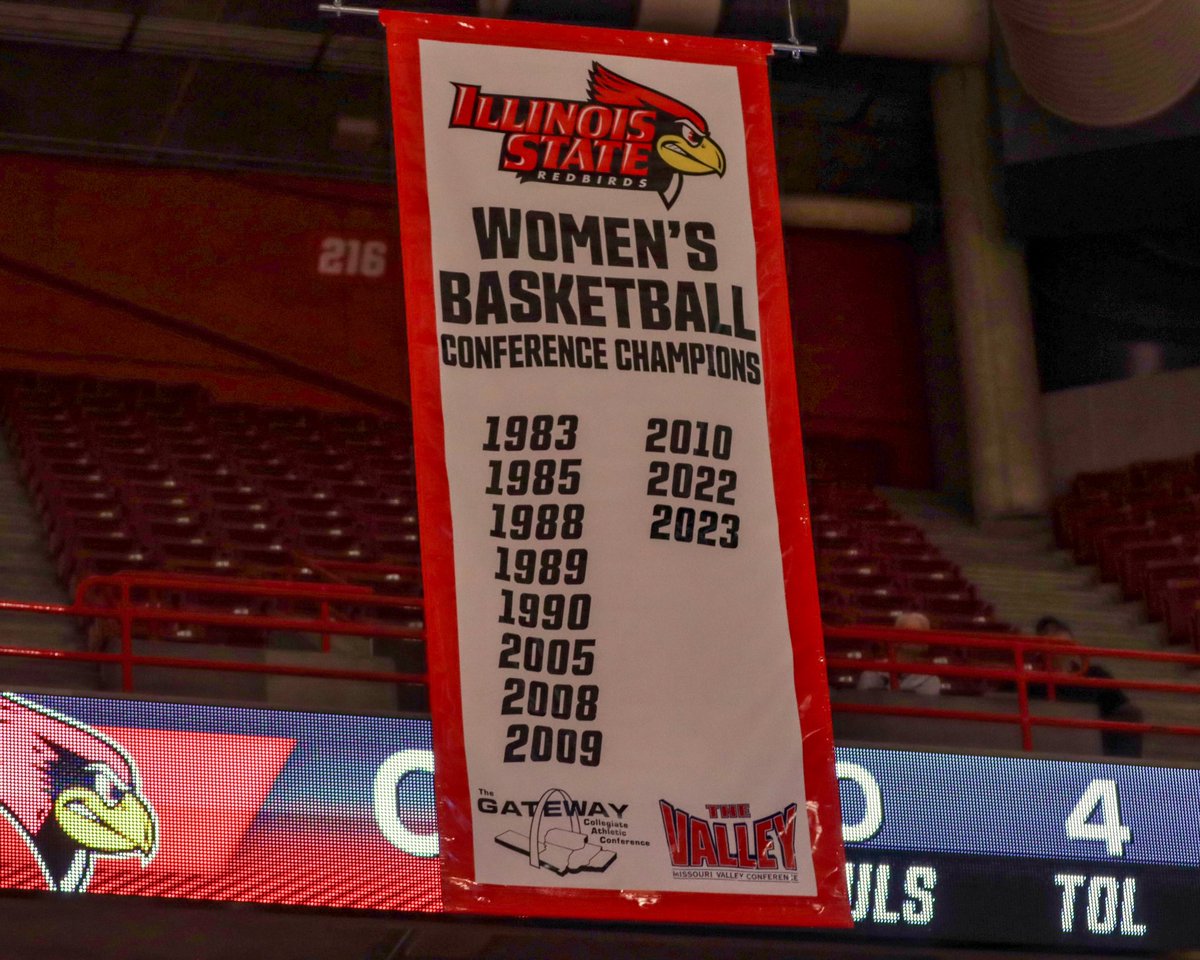 ILLINOIS
STATE
REDBIRDS
WOMEN'S
BASKETBALL
CONFERENCE CHAMPIONS
1983
1985
1988
1989
1990
2005
2008
2009
2010
2022
2023
The
GATEWAY
Collegiate
Athletic
Conference
THE
VALLEY
MISSOURI VALLEY CONFERENCE
216
0
4
TOL